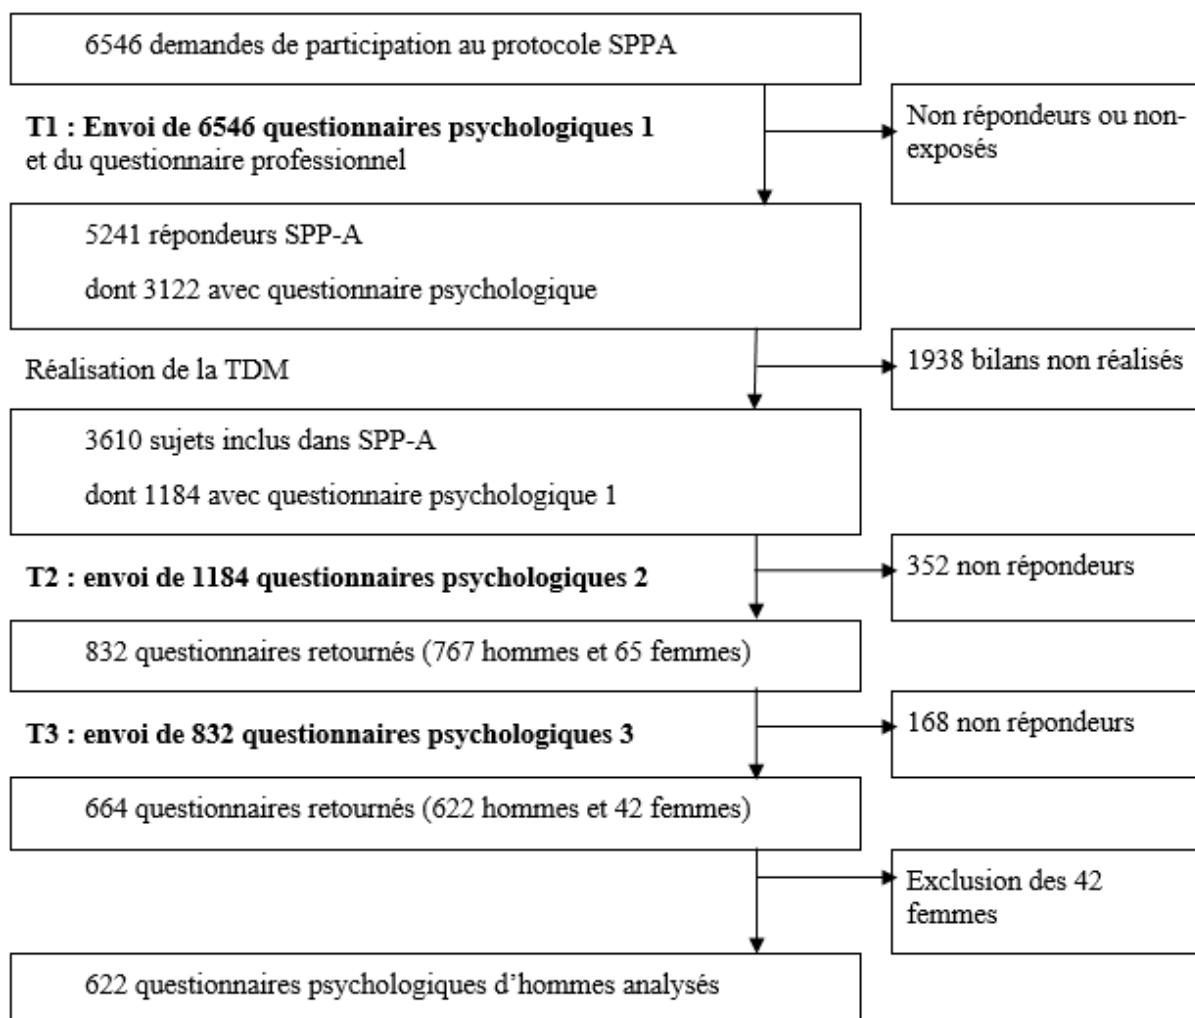 6546 demandes de participation au protocole SPPA
T1 : Envoi de 6546 questionnaires psychologiques 1
et du questionnaire professionnel
Non répondeurs ou non-
exposés
5241 répondeurs SPP-A
dont 3122 avec questionnaire psychologique
Réalisation de la TDM
1938 bilans non réalisés
3610 sujets inclus dans SPP-A
dont 1184 avec questionnaire psychologique 1
T2 : envoi de 1184 questionnaires psychologiques 2
352 non répondeurs
832 questionnaires retournés (767 hommes et 65 femmes)
T3 : envoi de 832 questionnaires psychologiques 3
168 non répondeurs
664 questionnaires retournés (622 hommes et 42 femmes)
Exclusion des 42
femmes
622 questionnaires psychologiques d’hommes analysés